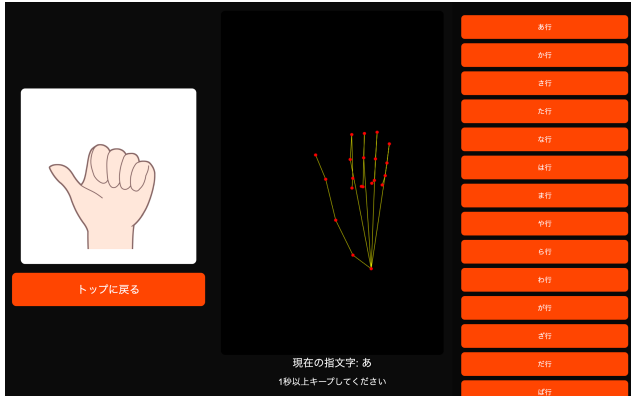 トップに戻る
現在の指文字: あ
1秒以上キープしてください
あ行
か行
さ行
た行
な行
は行
ま行
や行
ら行
わ行
が行
ざ行
だ行
ば行